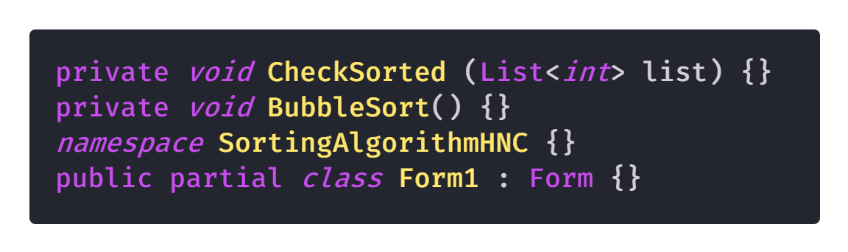 private void CheckSorted (List<int> list) {}
private void BubbleSort() {}
namespace SortingAlgorithmHNC {}
public partial class Form1 : Form {}